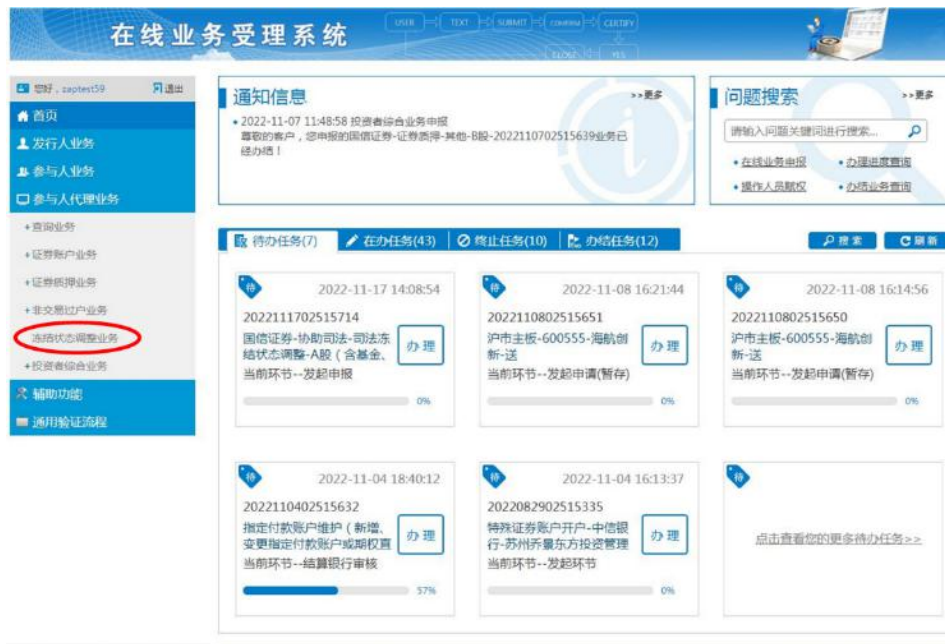 在线业务受理系统
USER TEXT SUBMIT CONFIRM CERTIFY
CLOSE YES
您好，zaptest59 退出
首页
发行人业务
参与人业务
参与人代理业务
+查询业务
+证券账户业务
+证券质押业务
+非交易过户业务
冻结状态调整业务
+投资者综合业务
辅助功能
通用验证流程
通知信息 >>更多
• 2022-11-07 11:48:58 投资者综合业务申报
尊敬的客户，您申报的国信证券-证券质押-其他-B股-2022110702515639业务已
经办结！
问题搜索 >>更多
请输入问题关键词进行搜索...
• 在线业务申报 • 办理进度查询
• 操作人员赋权 • 办结业务查询
待办任务(7) 在办任务(43) 终止任务(10) 办结任务(12) 搜索 刷新
待 2022-11-17 14:08:54
2022111702515714
国信证券-协助司法-司法冻
结状态调整-A股（含基金、
当前环节--发起申报
办理
0%
待 2022-11-08 16:21:44
2022110802515651
沪市主板-600555-海航创
新-送
当前环节--发起申请(暂存)
办理
0%
待 2022-11-08 16:14:56
2022110802515650
沪市主板-600555-海航创
新-送
当前环节--发起申请(暂存)
办理
0%
待 2022-11-04 18:40:12
2022110402515632
指定付款账户维护（新增、
变更指定付款账户或期权直
当前环节--结算银行审核
办理
57%
待 2022-11-04 16:13:37
2022082902515335
特殊证券账户开户-中信银
行-苏州乔景东方投资管理
当前环节--发起环节
办理
0%
待
点击查看您的更多待办任务>>